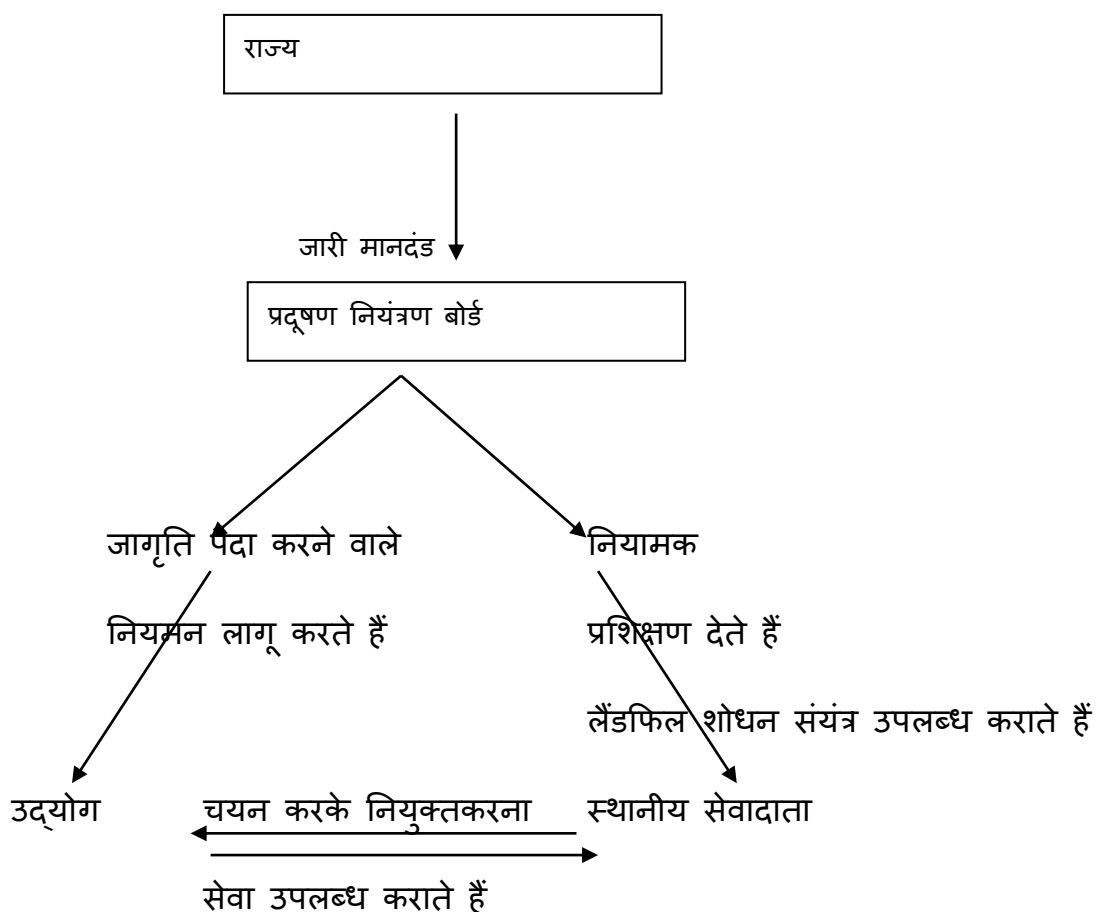 राज्य
जारी मानदंड
प्रदूषण नियंत्रण बोर्ड
जागृति पैदा करने वाले
नियामक
नियमन लागू करते हैं
प्रशिक्षण देते हैं
लैंडफिल शोधन संयंत्र उपलब्ध कराते हैं
उद्योग
चयन करके नियुक्तकरना
स्थानीय सेवादाता
सेवा उपलब्ध कराते हैं